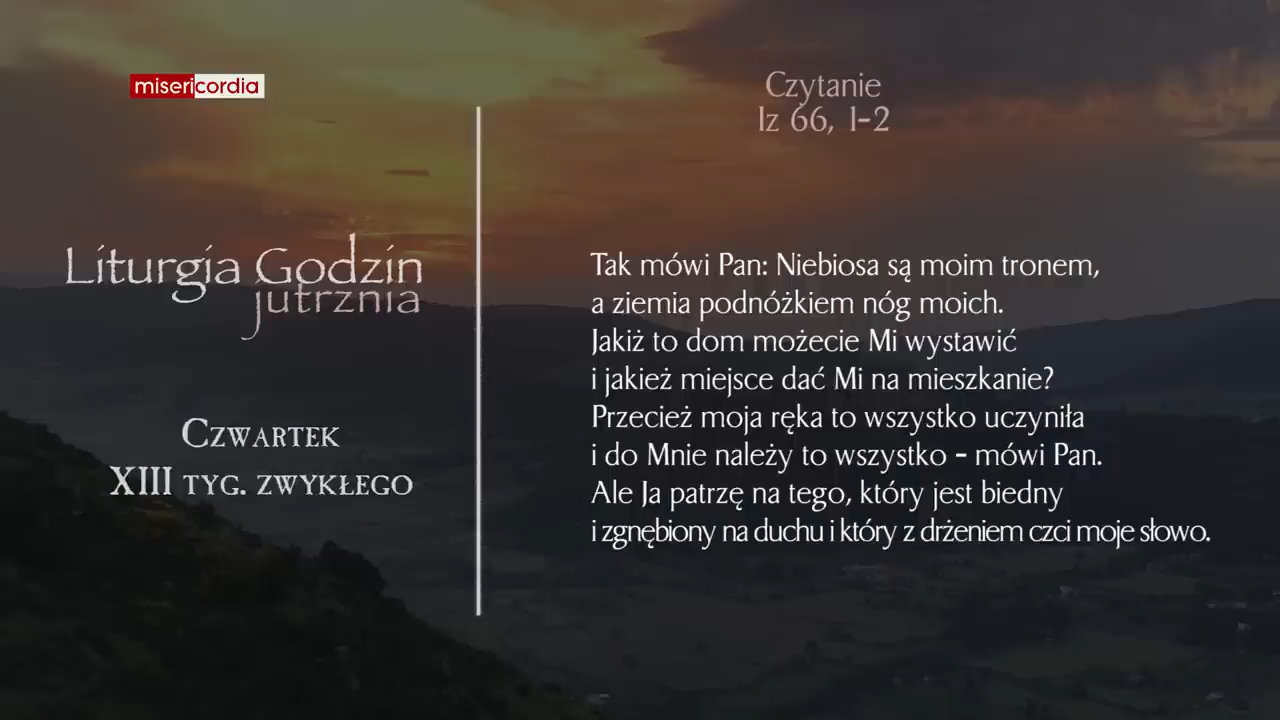 misericordia
Liturgia Godzin
jutrznia
Czwartek
XIII tyg. zwykłego
Czytanie
Iz 66, 1-2
Tak mówi Pan: Niebiosa są moim tronem,
a ziemia podnóżkiem nóg moich.
Jakiż to dom możecie Mi wystawić
i jakież miejsce dać Mi na mieszkanie?
Przecież moja ręka to wszystko uczyniła
i do Mnie należy to wszystko - mówi Pan.
Ale Ja patrzę na tego, który jest biedny
i zgnębiony na duchu i który z drżeniem czci moje słowo.